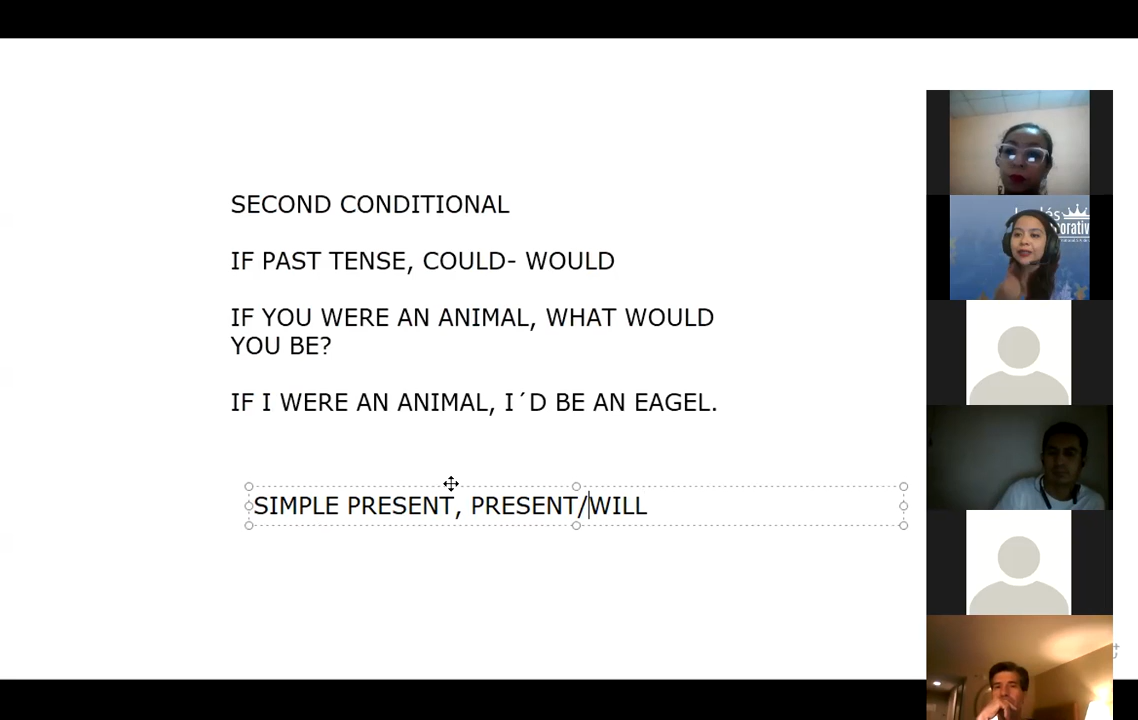 SECOND CONDITIONAL
IF PAST TENSE, COULD- WOULD
IF YOU WERE AN ANIMAL, WHAT WOULD
YOU BE?
IF I WERE AN ANIMAL, I´D BE AN EAGEL.
SIMPLE PRESENT, PRESENT/WILL